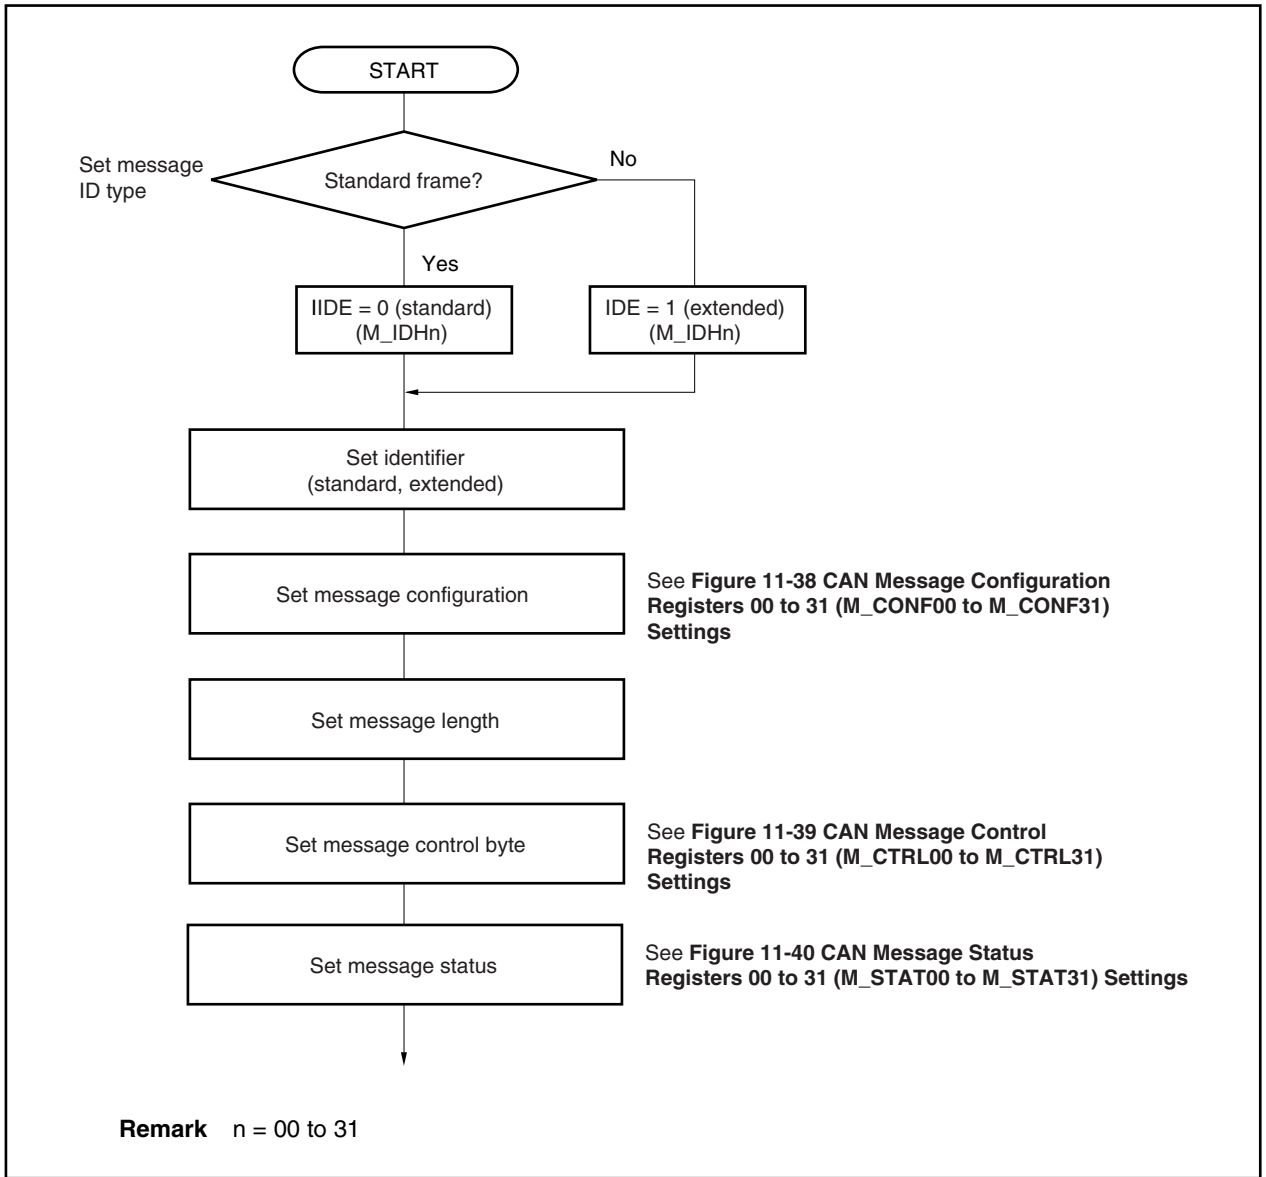 START
Set message
ID type
Standard frame?
No
Yes
IIDE = 0 (standard)
(M_IDHn)
IDE = 1 (extended)
(M_IDHn)
Set identifier
(standard, extended)
Set message configuration
See Figure 11-38 CAN Message Configuration
Registers 00 to 31 (M_CONF00 to M_CONF31)
Settings
Set message length
Set message control byte
See Figure 11-39 CAN Message Control
Registers 00 to 31 (M_CTRL00 to M_CTRL31)
Settings
Set message status
See Figure 11-40 CAN Message Status
Registers 00 to 31 (M_STAT00 to M_STAT31) Settings
Remark n = 00 to 31